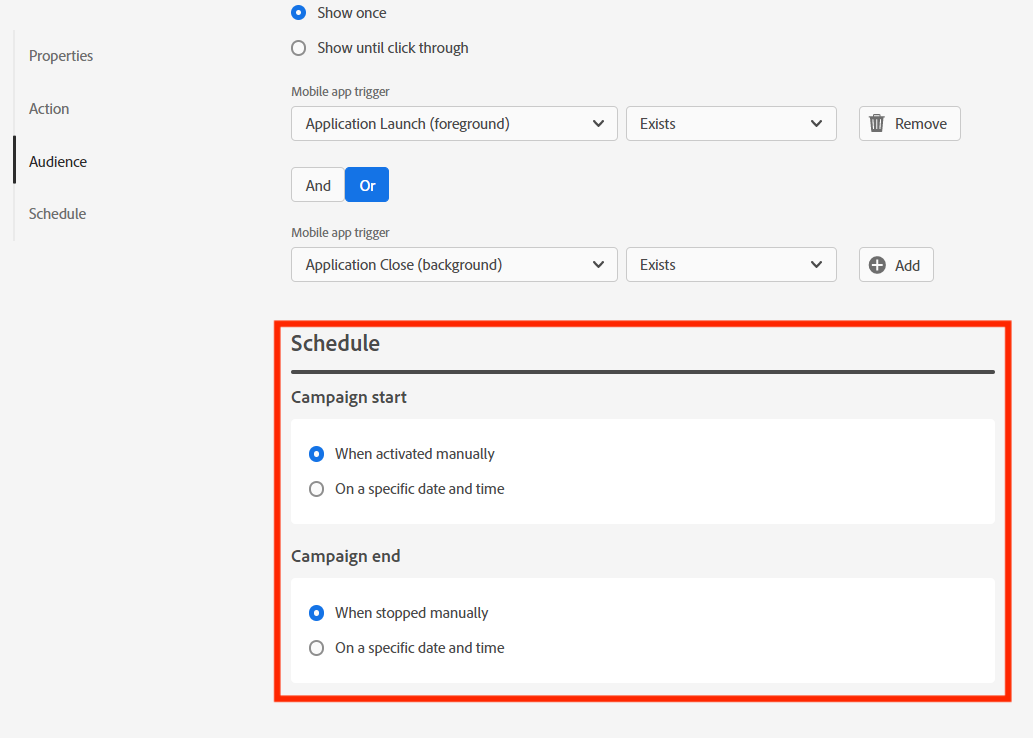 Show once
Show until click through
Properties
Action
Audience
Schedule
Mobile app trigger
Application Launch (foreground) Exists Remove
And Or
Mobile app trigger
Application Close (background) Exists Add
Schedule
Campaign start
When activated manually
On a specific date and time
Campaign end
When stopped manually
On a specific date and time